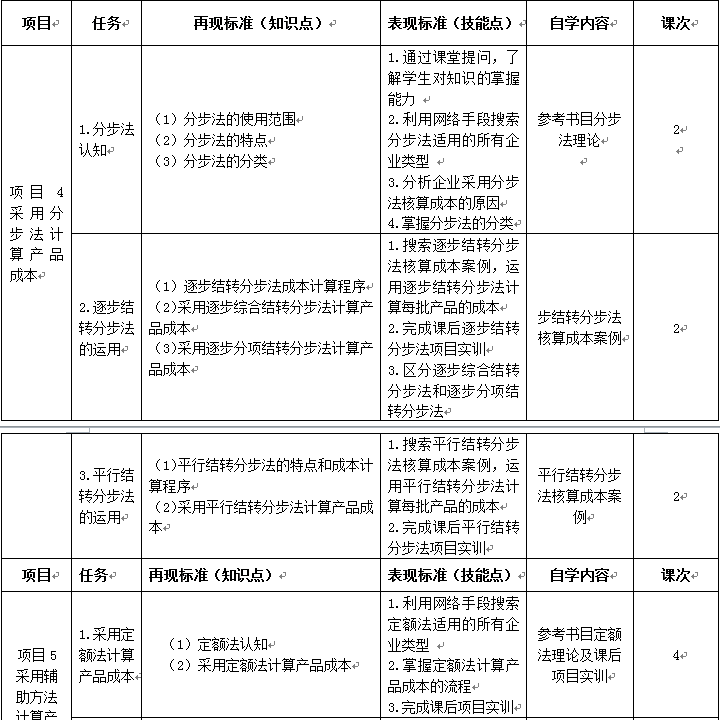 项目 任务 再现标准（知识点） 表现标准（技能点） 自学内容 课次
项目 4
采用分
步法计
算产品
成本
1.分步法
认知
（1）分步法的使用范围
（2）分步法的特点
（3）分步法的分类
1.通过课堂提问，了
解学生对知识的掌握
能力
2.利用网络手段搜索
分步法适用的所有企
业类型
3.分析企业采用分步
法核算成本的原因
4.掌握分步法的分类
参考书目分步
法理论
2
2.逐步结
转分步法
的运用
（1）逐步结转分步法成本计算程序
（2)采用逐步综合结转分步法计算产
品成本
（3)采用逐步分项结转分步法计算产
品成本
1.搜索逐步结转分步
法核算成本案例，运
用逐步结转分步法计
算每批产品的成本
2.完成课后逐步结转
分步法项目实训
3.区分逐步综合结转
分步法和逐步分项结
转分步法
步结转分步法
核算成本案例
2
3.平行结
转分步法
的运用
（1)平行结转分步法的特点和成本计
算程序
（2)采用平行结转分步法计算产品成
本
1.搜索平行结转分步
法核算成本案例，运
用平行结转分步法计
算每批产品的成本
2.完成课后平行结转
分步法项目实训
平行结转分步
法核算成本案
例
2
项目 任务 再现标准（知识点） 表现标准（技能点） 自学内容 课次
项目 5
采用辅
助方法
计算产
1.采用定
额法计算
产品成本
（1）定额法认知
（2）采用定额法计算产品成本
1.利用网络手段搜索
定额法适用的所有企
业类型
2.掌握定额法计算产
品成本的流程
3.完成课后项目实训
参考书目定额
法理论及课后
项目实训
4